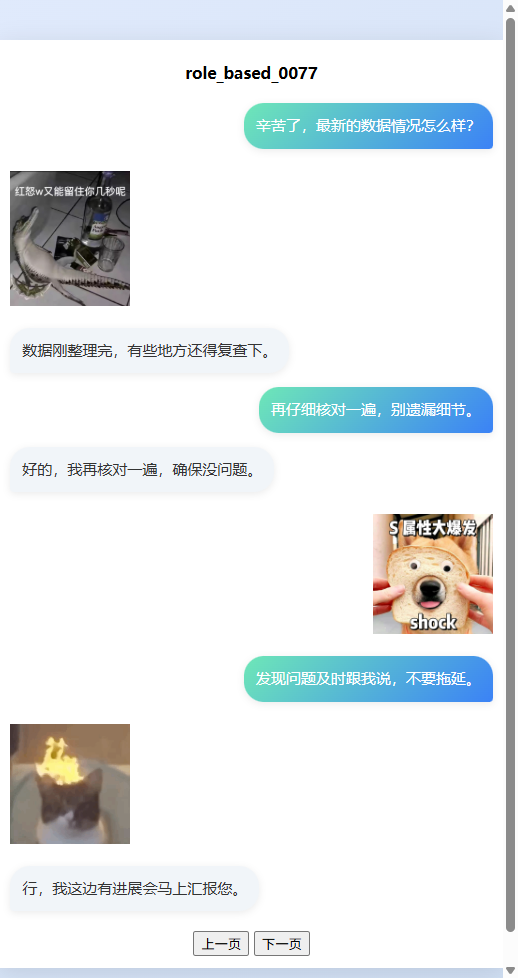 role_based_0077
辛苦了，最新的数据情况怎么样？
红怒w又能留住你几秒呢
数据刚整理完，有些地方还得复查下。
再仔细核对一遍，别遗漏细节。
好的，我再核对一遍，确保没问题。
S 属性大爆发
shock
发现问题及时跟我说，不要拖延。
行，我这边有进展会马上汇报您。
上一页 下一页